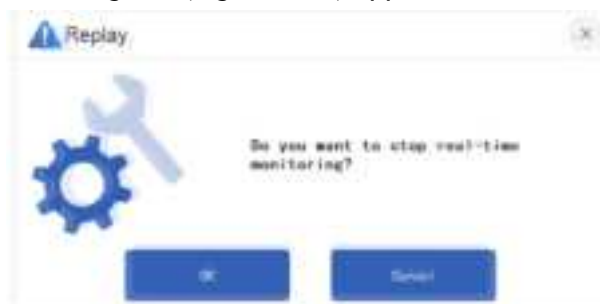 Replay
Do you want to stop real-time
monitoring?
OK
Cancel